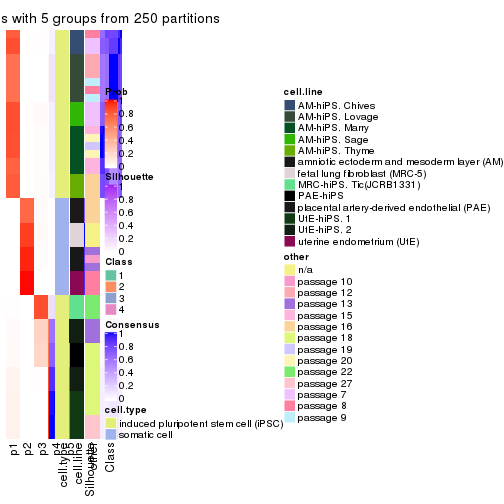 s with 5 groups from 250 partitions
Prob
1
0.8
0.6
0.4
0.2
0
Silhouette
1
0.8
0.6
0.4
0.2
0
Class
1
2
3
4
Consensus
1
0.8
0.6
0.4
0.2
0
cell.type
induced pluripotent stem cell (iPSC)
somatic cell
cell.line
AM-hiPS. Chives
AM-hiPS. Lovage
AM-hiPS. Marry
AM-hiPS. Sage
AM-hiPS. Thyme
amniotic ectoderm and mesoderm layer (AM)
fetal lung fibroblast (MRC-5)
MRC-hiPS. Tic(JCRB1331)
PAE-hiPS
placental artery-derived endothelial (PAE)
UtE-hiPS. 1
UtE-hiPS. 2
uterine endometrium (UtE)
other
n/a
passage 10
passage 12
passage 13
passage 15
passage 16
passage 18
passage 19
passage 20
passage 22
passage 27
passage 7
passage 8
passage 9
p1
p2
p3
p4
cell.type
p5
cell.line
Silhouette
other
Class